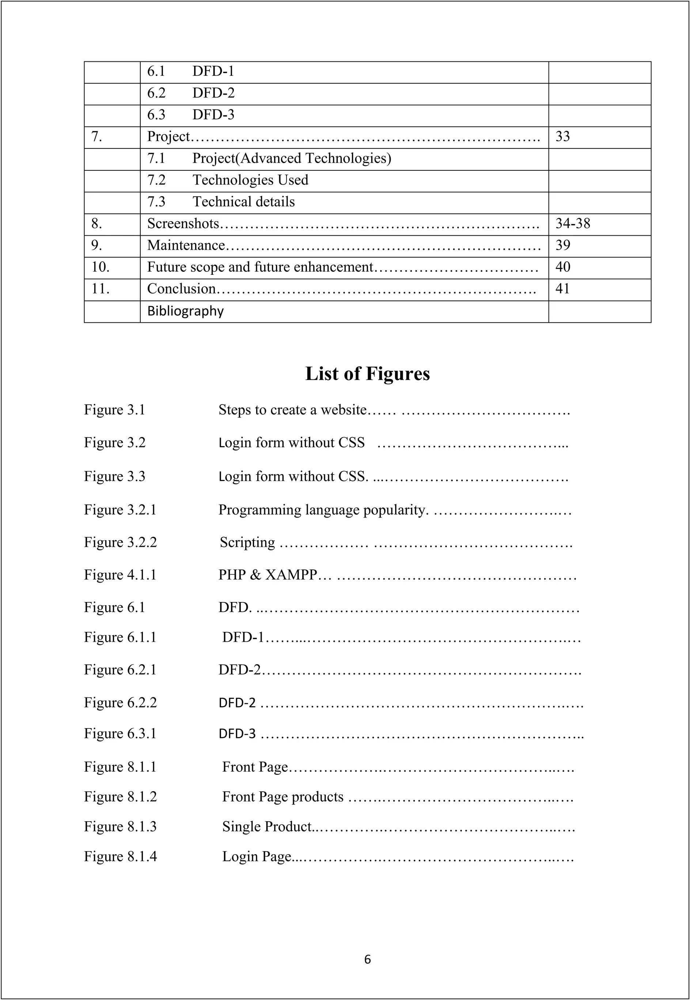 6.1 DFD-1
6.2 DFD-2
6.3 DFD-3
7. Project……………………………………………………………. 33
7.1 Project(Advanced Technologies)
7.2 Technologies Used
7.3 Technical details
8. Screenshots………………………………………………………. 34-38
9. Maintenance……………………………………………………… 39
10. Future scope and future enhancement…………………………… 40
11. Conclusion………………………………………………………. 41
Bibliography
List of Figures
Figure 3.1 Steps to create a website…… …………………………….
Figure 3.2 Login form without CSS ………………………………...
Figure 3.3 Login form without CSS. ...……………………………….
Figure 3.2.1 Programming language popularity. …………………….…
Figure 3.2.2 Scripting ……………… ………………………………….
Figure 4.1.1 PHP & XAMPP… …………………………………………
Figure 6.1 DFD. ..………………………………………………………
Figure 6.1.1 DFD-1……...…………………………………………….…
Figure 6.2.1 DFD-2……………………………………………………….
Figure 6.2.2 DFD-2 …………………………………………………….….
Figure 6.3.1 DFD-3 ………………………………………………………..
Figure 8.1.1 Front Page……………….……………………………..….
Figure 8.1.2 Front Page products …….……………………………..….
Figure 8.1.3 Single Product..………….……………………………..….
Figure 8.1.4 Login Page...…………….……………………………..….
6